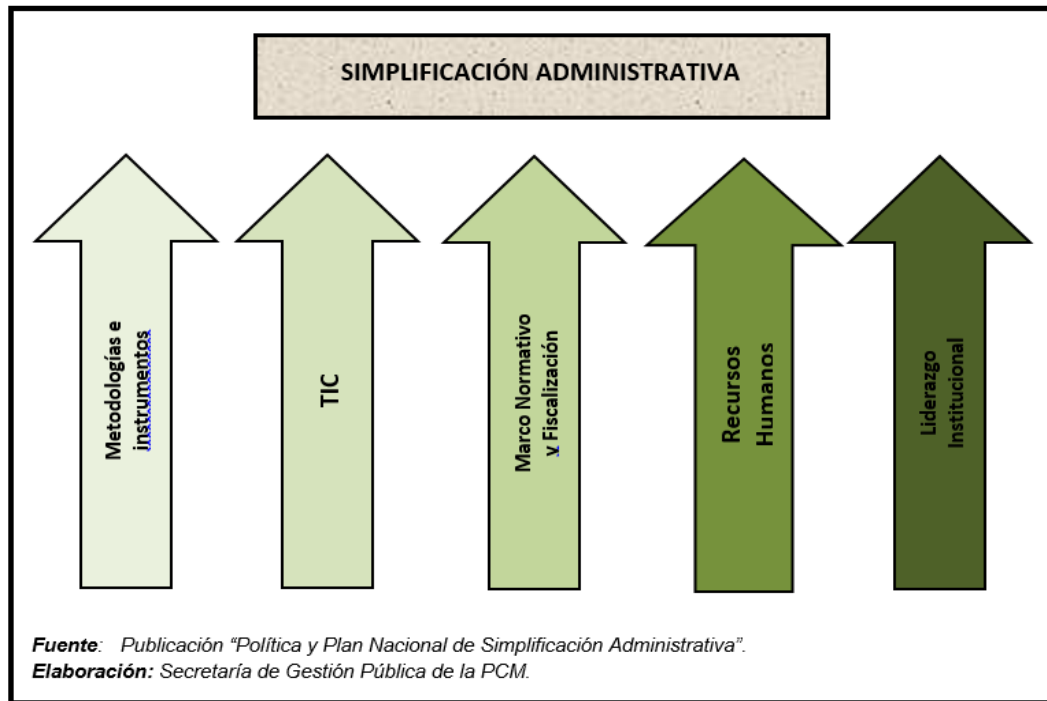 SIMPLIFICACIÓN ADMINISTRATIVA
Metodologías e
instrumentos
TIC
Marco Normativo
y Fiscalización
Recursos
Humanos
Liderazgo
Institucional
Fuente: Publicación “Política y Plan Nacional de Simplificación Administrativa”.
Elaboración: Secretaría de Gestión Pública de la PCM.